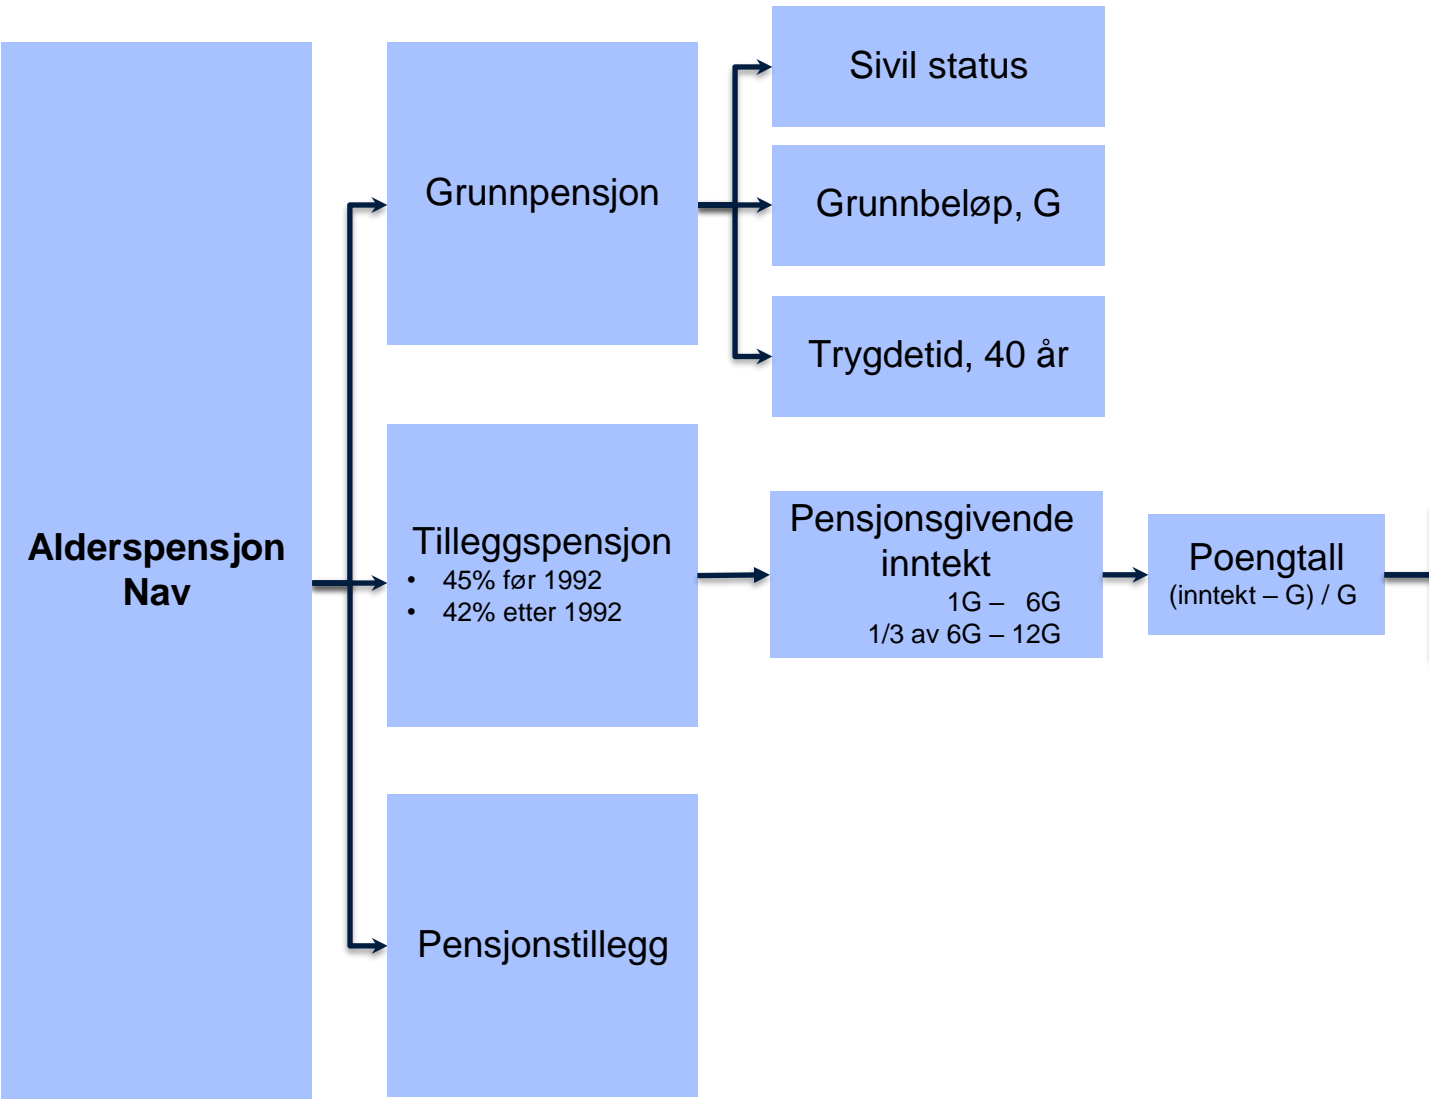 Alderspensjon
Nav
Grunnpensjon
Sivil status
Grunnbeløp, G
Trygdetid, 40 år
Tilleggspensjon
• 45% før 1992
• 42% etter 1992
Pensjonsgivende
inntekt
1G – 6G
1/3 av 6G – 12G
Poengtall
(inntekt – G) / G
Pensjonstillegg